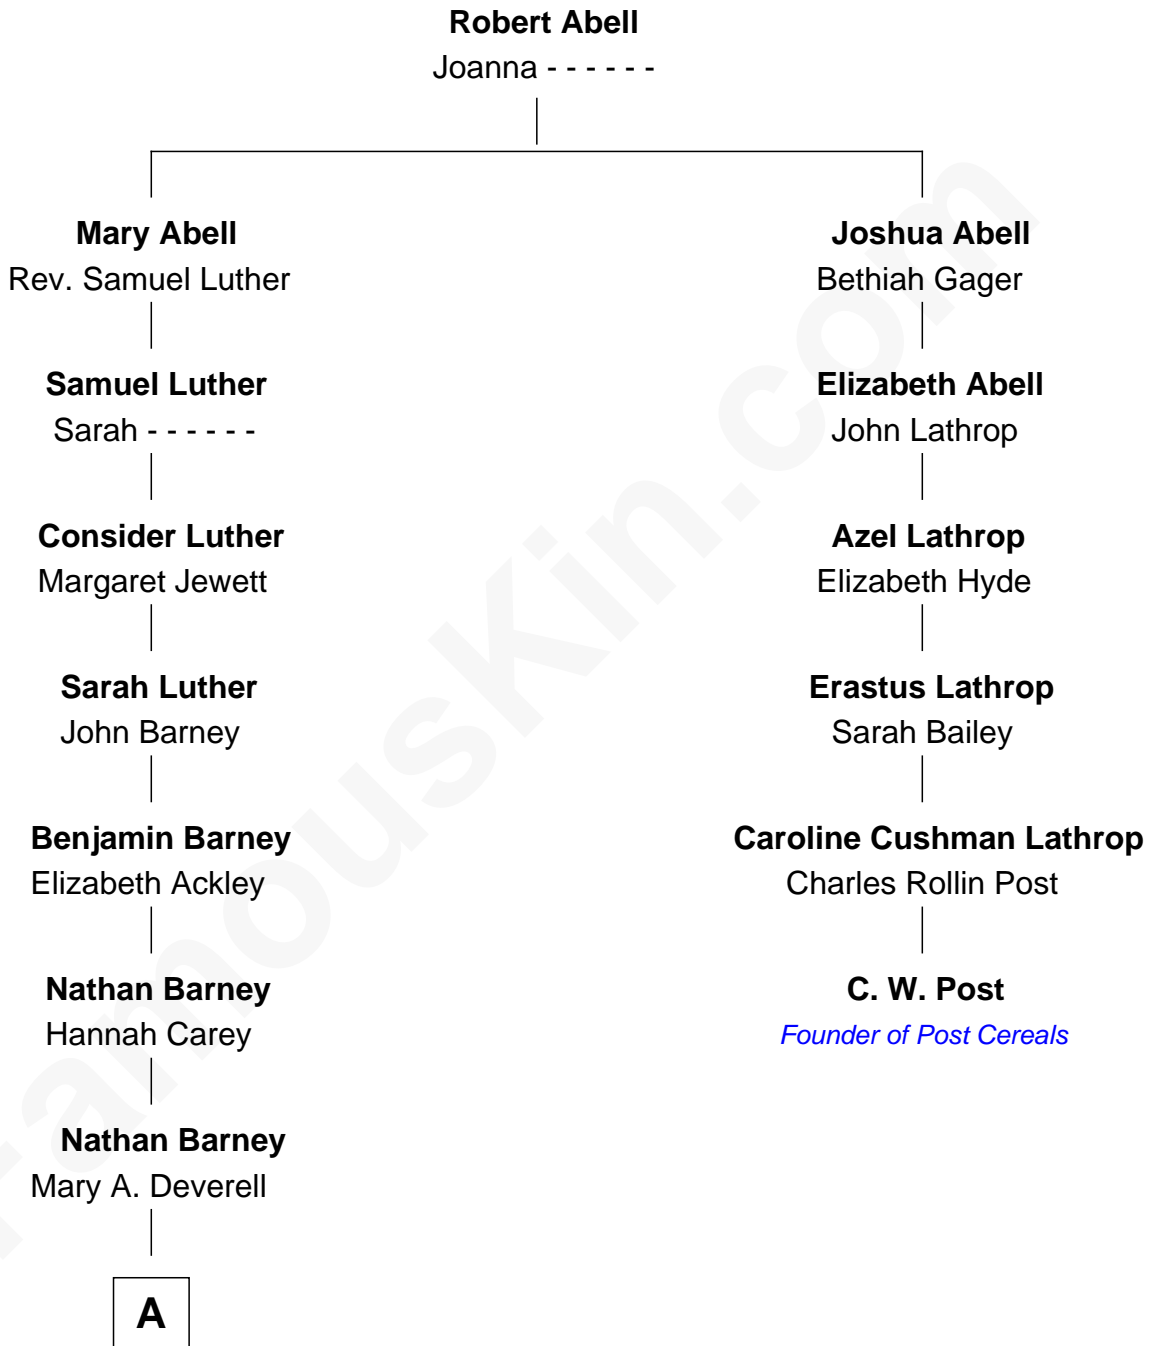 Robert Abell
Joanna - - - - - -
Mary Abell
Rev. Samuel Luther
Samuel Luther
Sarah - - - - - -
Consider Luther
Margaret Jewett
Sarah Luther
John Barney
Benjamin Barney
Elizabeth Ackley
Nathan Barney
Hannah Carey
Nathan Barney
Mary A. Deverell
A
Joshua Abell
Bethiah Gager
Elizabeth Abell
John Lathrop
Azel Lathrop
Elizabeth Hyde
Erastus Lathrop
Sarah Bailey
Caroline Cushman Lathrop
Charles Rollin Post
C. W. Post
Founder of Post Cereals
FamousKin.com